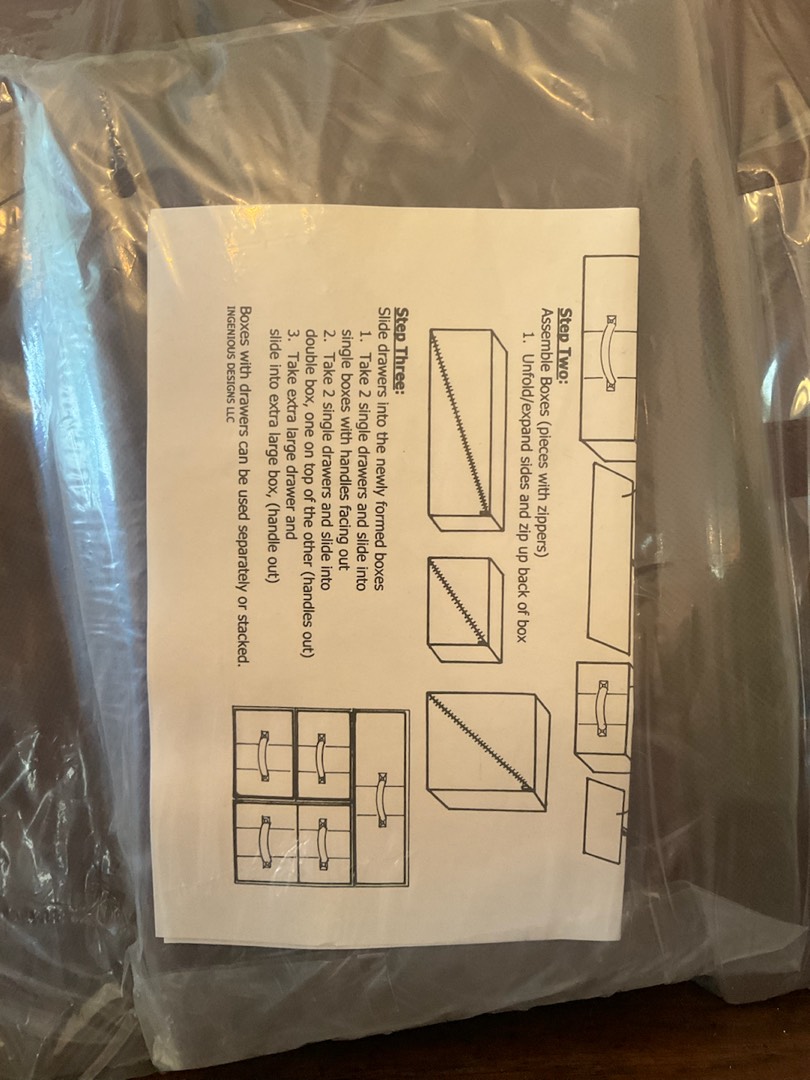 Step Two:
Assemble Boxes (pieces with zippers)
1. Unfold/expand sides and zip up back of box
Step Three:
Slide drawers into the newly formed boxes
1. Take 2 single drawers and slide into
single boxes with handles facing out
2. Take 2 single drawers and slide into
double box, one on top of the other (handles out)
3. Take extra large drawer and
slide into extra large box, (handle out)
Boxes with drawers can be used separately or stacked.
INGENIOUS DESIGNS LLC